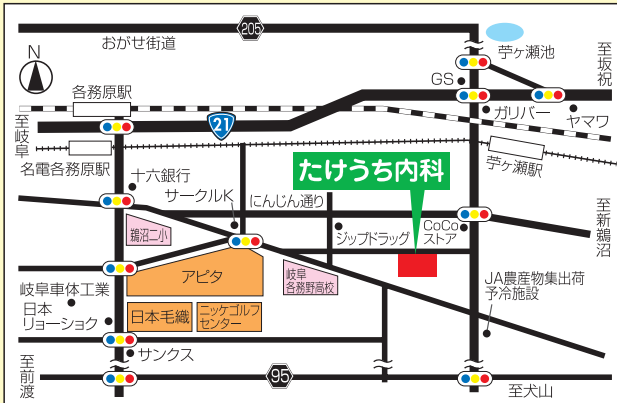 205
おがせ街道
苧ヶ瀬池
至坂祝
N
GS
各務原駅
ガリバー
ヤマワ
至岐阜
21
名電各務原駅
苧ヶ瀬駅
たけうち内科
十六銀行
サークルK
にんじん通り
至新鵜沼
鵜沼二小
ジップドラッグ
CoCo
ストア
アピタ
岐阜
各務野高校
JA農産物集出荷
予冷施設
岐阜車体工業
日本
リョーショク
日本毛織
ニッケゴルフ
センター
サンクス
至前渡
95
至犬山